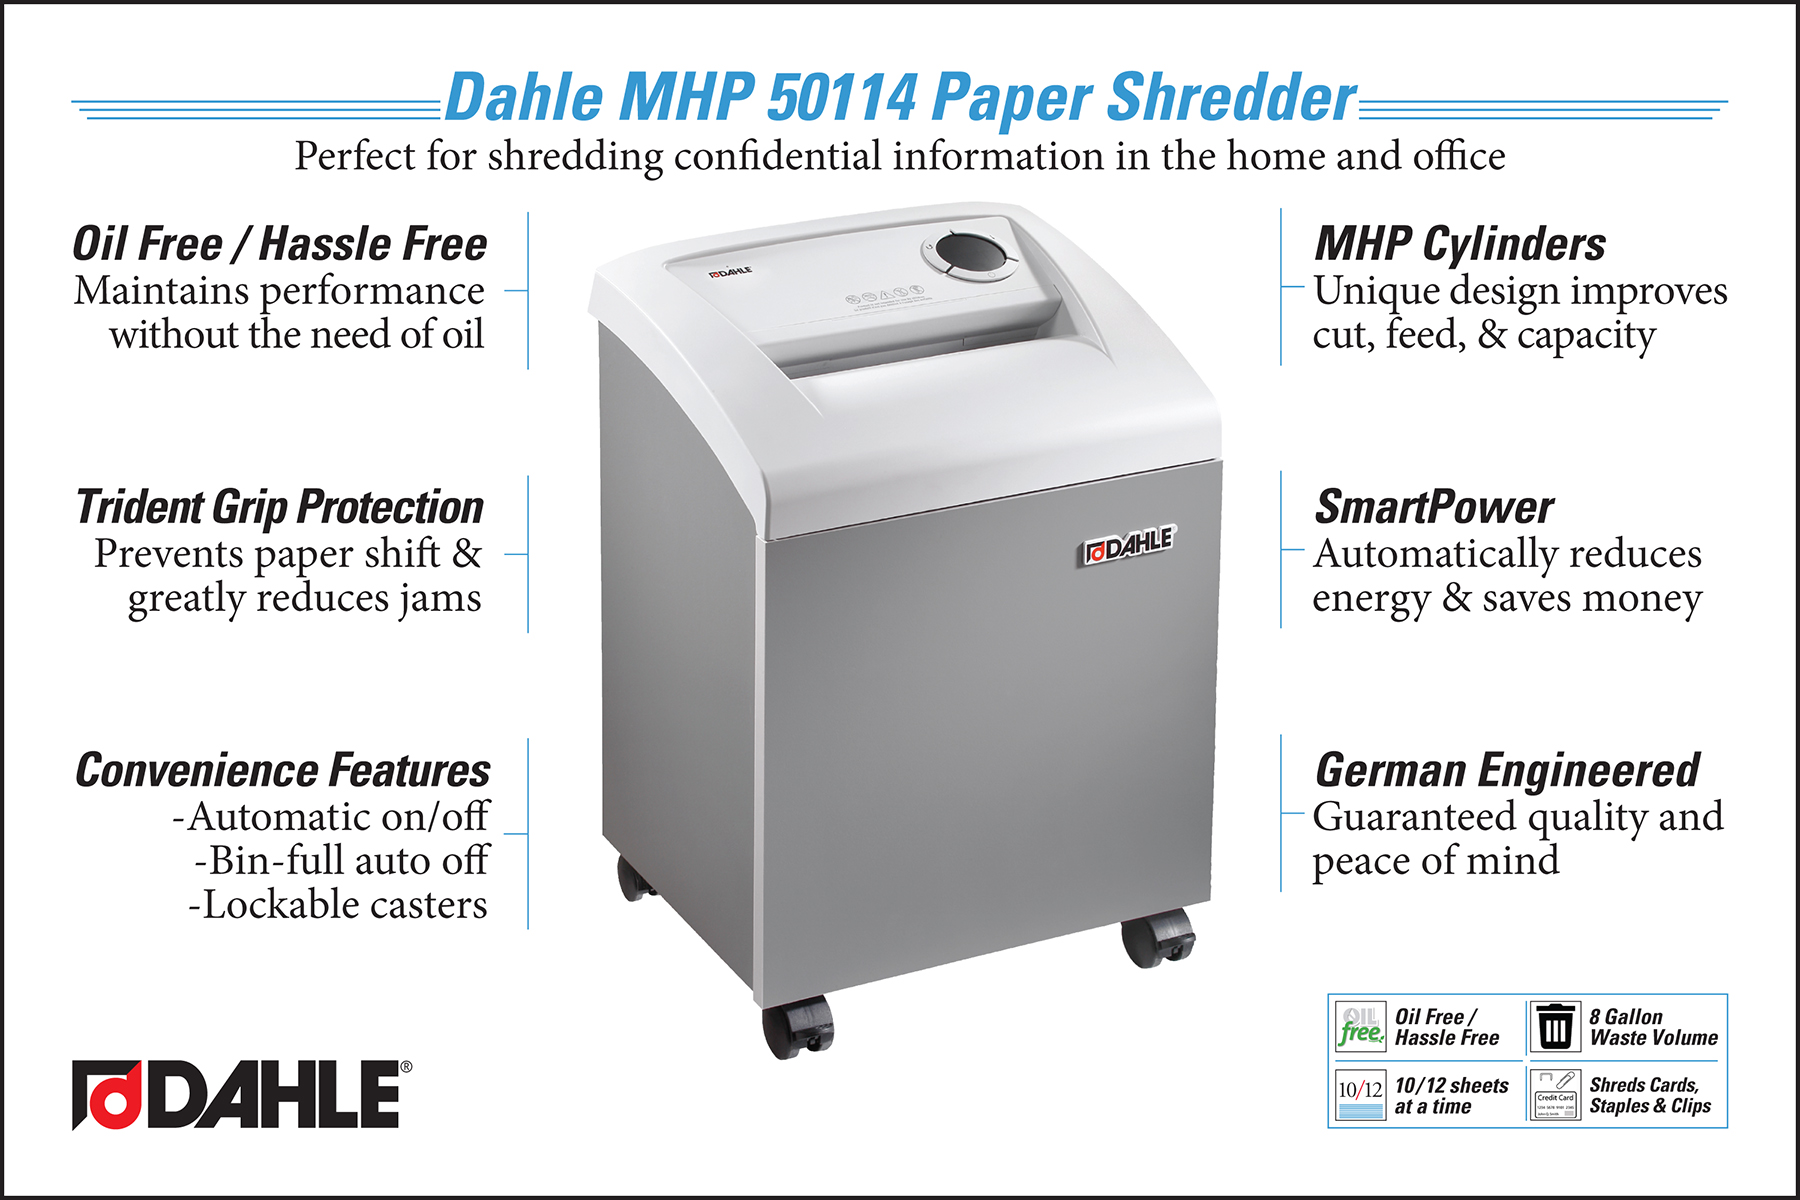 Dahle MHP 50114 Paper Shredder
Perfect for shredding confidential information in the home and office
Oil Free / Hassle Free
Maintains performance
without the need of oil
Trident Grip Protection
Prevents paper shift &
greatly reduces jams
Convenience Features
-Automatic on/off
-Bin-full auto off
-Lockable casters
DAHLE
DAHLE
MHP Cylinders
Unique design improves
cut, feed, & capacity
SmartPower
Automatically reduces
energy & saves money
German Engineered
Guaranteed quality and
peace of mind
DAHLE®
OIL
free
Oil Free /
Hassle Free
8 Gallon
Waste Volume
10/12
10/12 sheets
at a time
Credit Card
Shreds Cards,
Staples & Clips